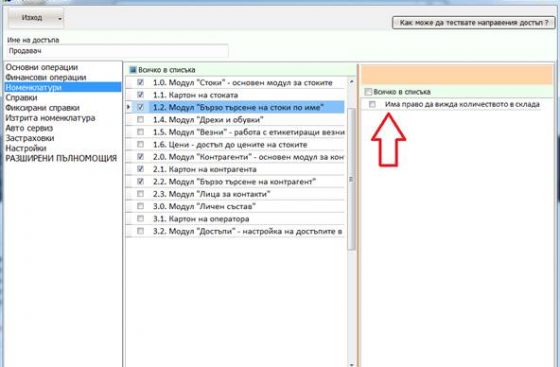 Изход
Как може да тествате направения достъп ?
Име на достъпа
Продавач
Основни операции
Финансови операции
Номенклатури
Справки
Фиксирани справки
Изтрита номенклатура
Авто сервиз
Застраховки
Настройки
РАЗШИРЕНИ ПЪЛНОМОЩИЯ
Всичко в списъка
1.0. Модул "Стоки" - основен модул за стоките
1.1. Картон на стоката
1.2. Модул "Бързо търсене на стоки по име"
1.4. Модул "Дрехи и обувки"
1.5. Модул "Везни" - работа с етикетиращи везни
1.6. Цени - достъп до цените на стоките
2.0. Модул "Контрагенти" - основен модул за кон
2.1. Картон на контрагента
2.2. Модул "Бързо търсене на контрагент"
2.3. Модул "Лица за контакти"
3.0. Модул "Личен състав"
3.1. Картон на оператора
3.2. Модул "Достъпи" - настройка на достъпите в
Всичко в списъка
Има право да вижда количеството в склада